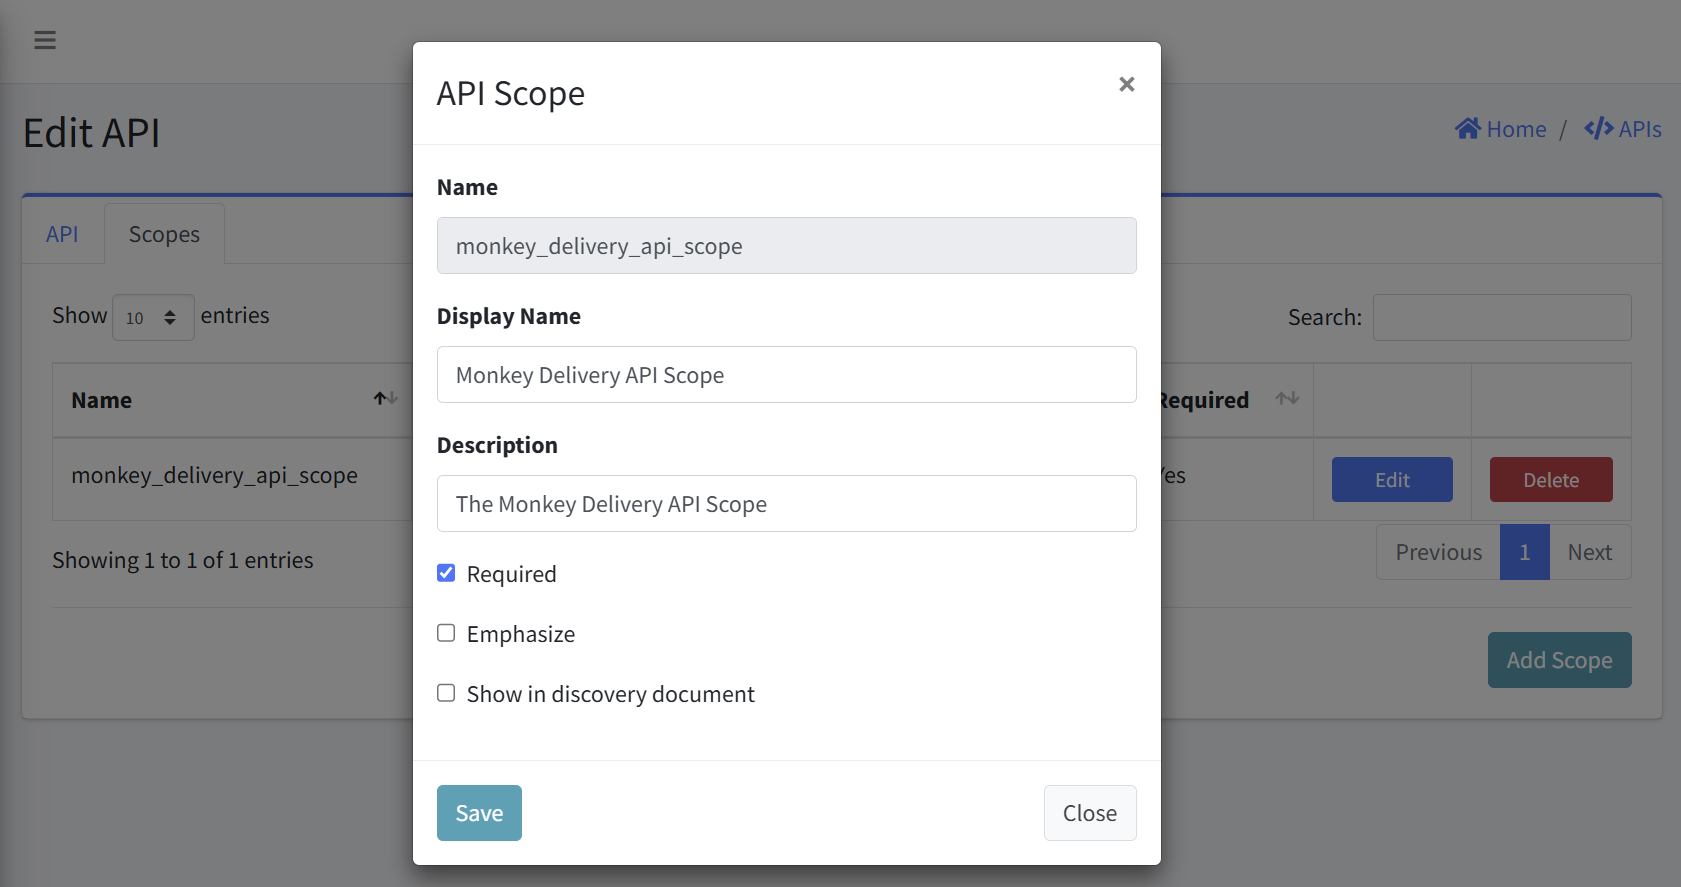 API Scope
×
Edit API
Home / APIs
Name
API Scopes
monkey_delivery_api_scope
Show 10 entries
Search:
Display Name
Monkey Delivery API Scope
Name
Required
Description
monkey_delivery_api_scope
Yes
Edit
Delete
The Monkey Delivery API Scope
Showing 1 to 1 of 1 entries
Previous 1 Next
Required
Emphasize
Add Scope
Show in discovery document
Save
Close